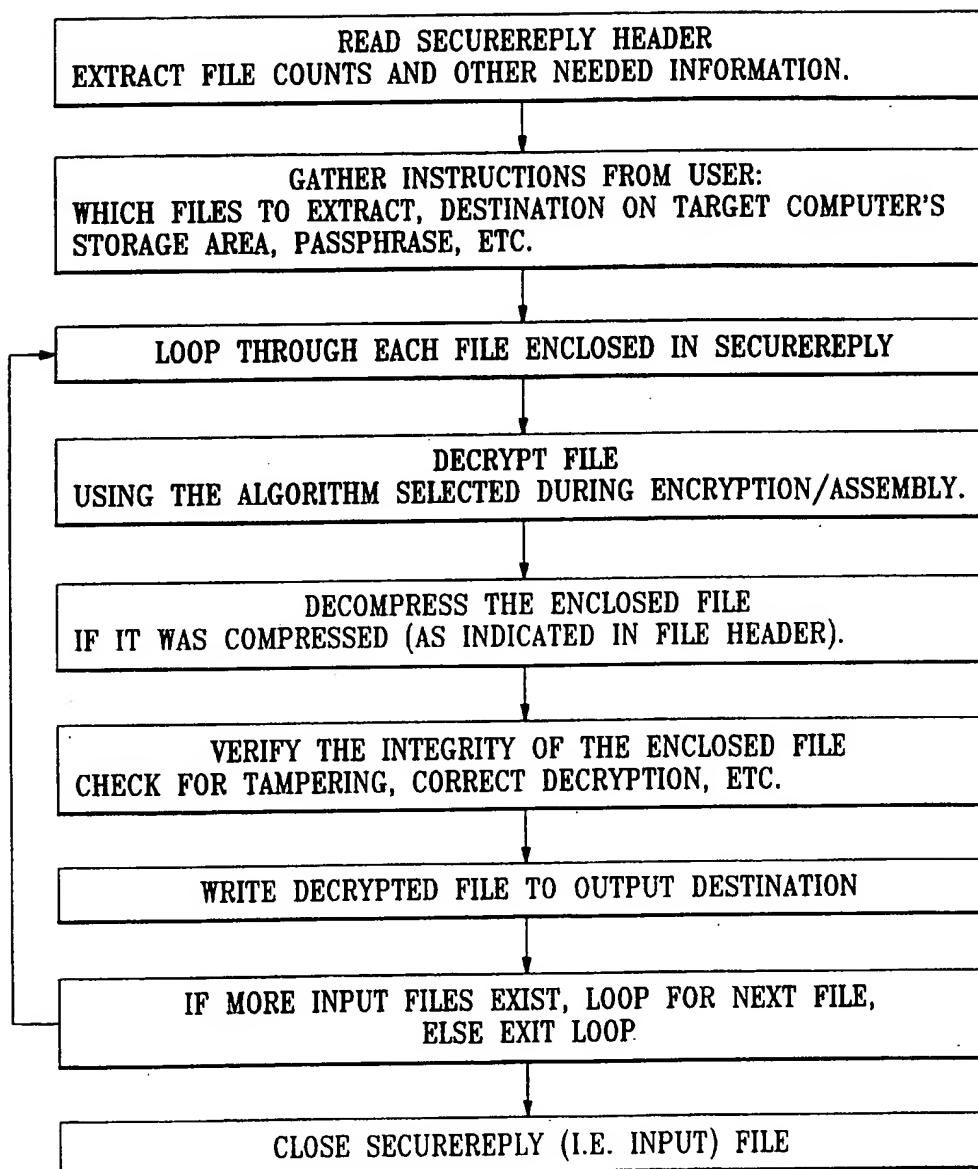 READ SECUREREPLY HEADER
EXTRACT FILE COUNTS AND OTHER NEEDED INFORMATION.
GATHER INSTRUCTIONS FROM USER:
WHICH FILES TO EXTRACT, DESTINATION ON TARGET COMPUTER'S
STORAGE AREA, PASSPHRASE, ETC.
LOOP THROUGH EACH FILE ENCLOSED IN SECUREREPLY
DECRYPT FILE
USING THE ALGORITHM SELECTED DURING ENCRYPTION/ASSEMBLY.
DECOMPRESS THE ENCLOSED FILE
IF IT WAS COMPRESSED (AS INDICATED IN FILE HEADER).
VERIFY THE INTEGRITY OF THE ENCLOSED FILE
CHECK FOR TAMPERING, CORRECT DECRYPTION, ETC.
WRITE DECRYPTED FILE TO OUTPUT DESTINATION
IF MORE INPUT FILES EXIST, LOOP FOR NEXT FILE,
ELSE EXIT LOOP
CLOSE SECUREREPLY (I.E. INPUT) FILE